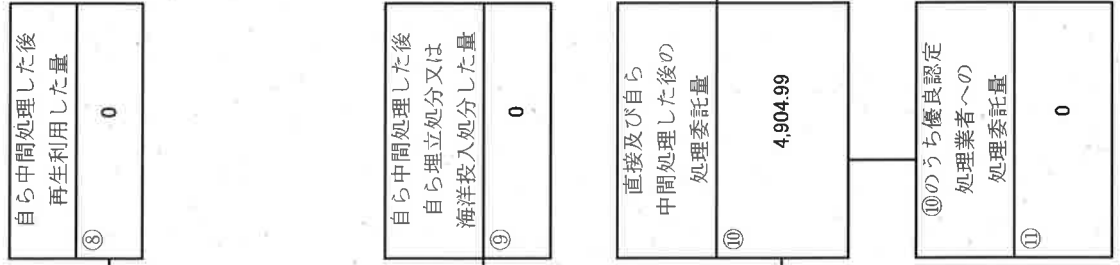 自ら中間処理した後
再生利用した量
⑧
0
自ら中間処理した後
自ら埋立処分又は
海洋投入処分した量
⑨
0
直接及び自ら
中間処理した後の
処理委託量
⑩
4,904.99
⑩のうち優良認定
処理業者への
処理委託量
⑪
0